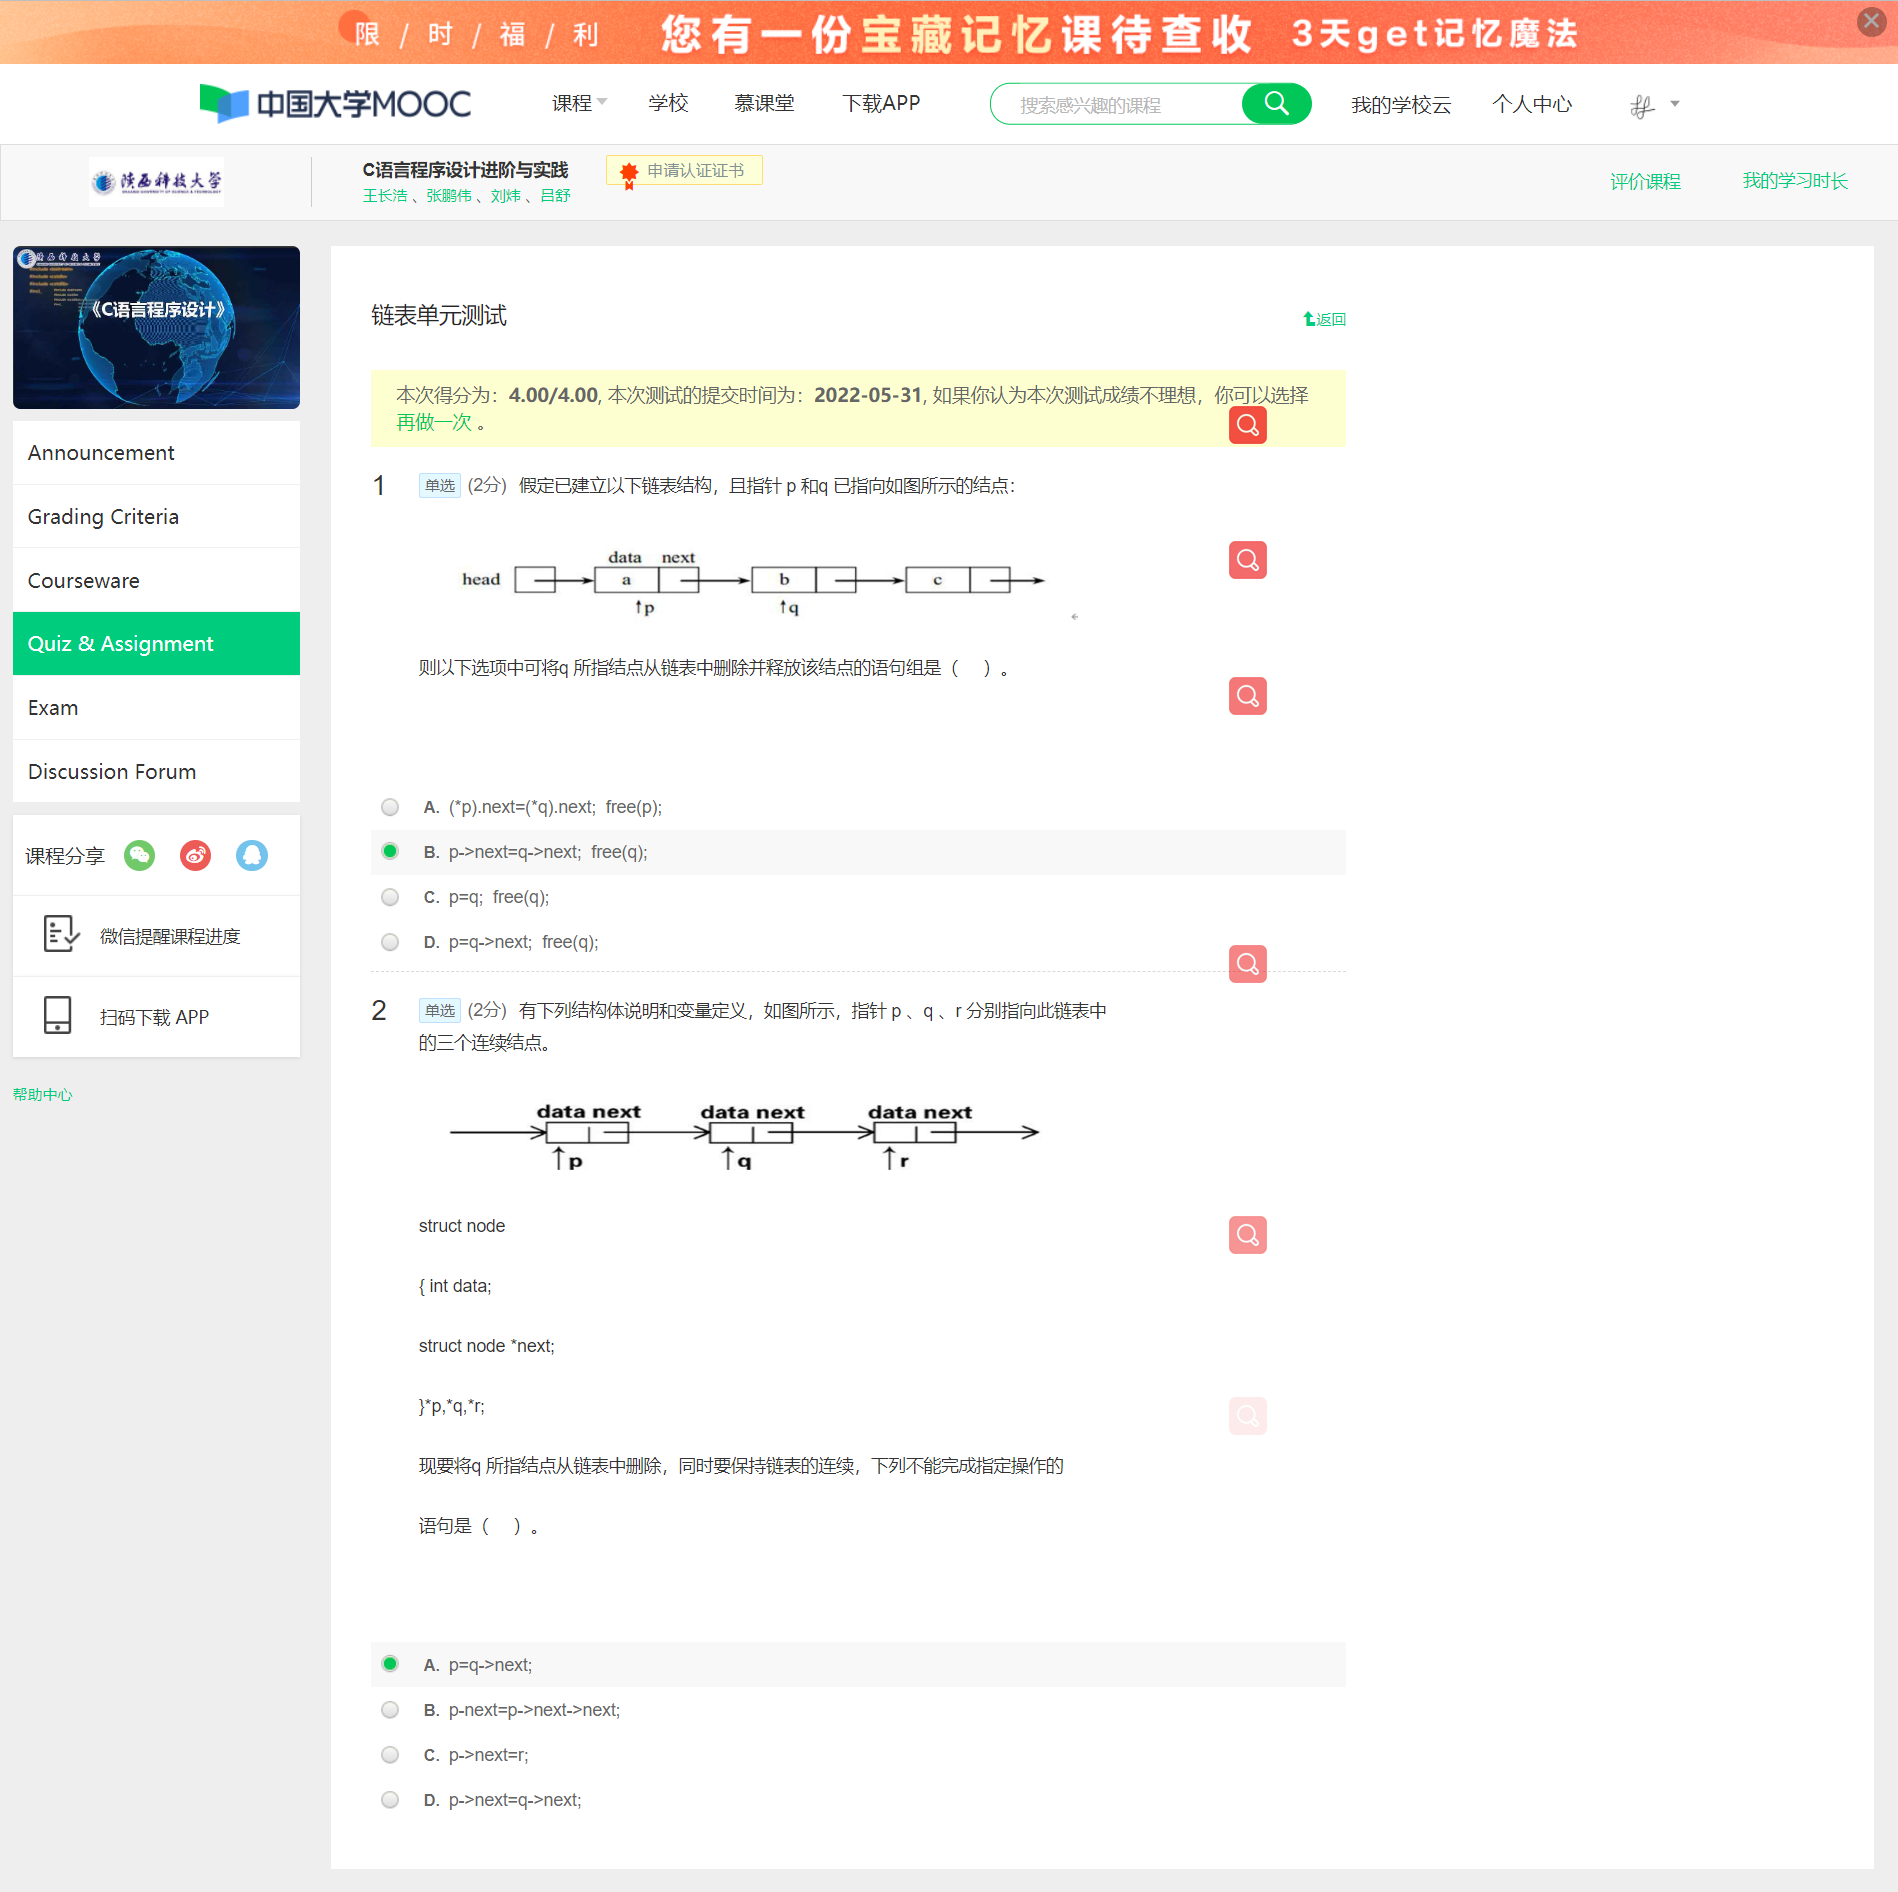 限 / 时 / 福 / 利 您有一份宝藏记忆课待查收 3天get记忆魔法
中国大学MOOC 课程 学校 慕课堂 下载APP 搜索感兴趣的课程 我的学校云 个人中心
陕西科技大学 C语言程序设计进阶与实践 申请认证证书
王长浩 、张鹏伟 、刘炜 、吕舒
评价课程 我的学习时长
陕西科技大学
《C语言程序设计》
Announcement
Grading Criteria
Courseware
Quiz & Assignment
Exam
Discussion Forum
课程分享
微信提醒课程进度
扫码下载 APP
帮助中心
链表单元测试 返回
本次得分为：4.00/4.00, 本次测试的提交时间为：2022-05-31, 如果你认为本次测试成绩不理想，你可以选择
再做一次 。
1 单选 (2分) 假定已建立以下链表结构，且指针 p 和q 已指向如图所示的结点：
data next
head a b c
↑p ↑q
则以下选项中可将q 所指结点从链表中删除并释放该结点的语句组是（ ）。
A. (*p).next=(*q).next; free(p);
B. p->next=q->next; free(q);
C. p=q; free(q);
D. p=q->next; free(q);
2 单选 (2分) 有下列结构体说明和变量定义，如图所示，指针 p 、q 、r 分别指向此链表中
的三个连续结点。
data next data next data next
↑p ↑q ↑r
struct node
{ int data;
struct node *next;
}*p,*q,*r;
现要将q 所指结点从链表中删除，同时要保持链表的连续，下列不能完成指定操作的
语句是（ ）。
A. p=q->next;
B. p-next=p->next->next;
C. p->next=r;
D. p->next=q->next;